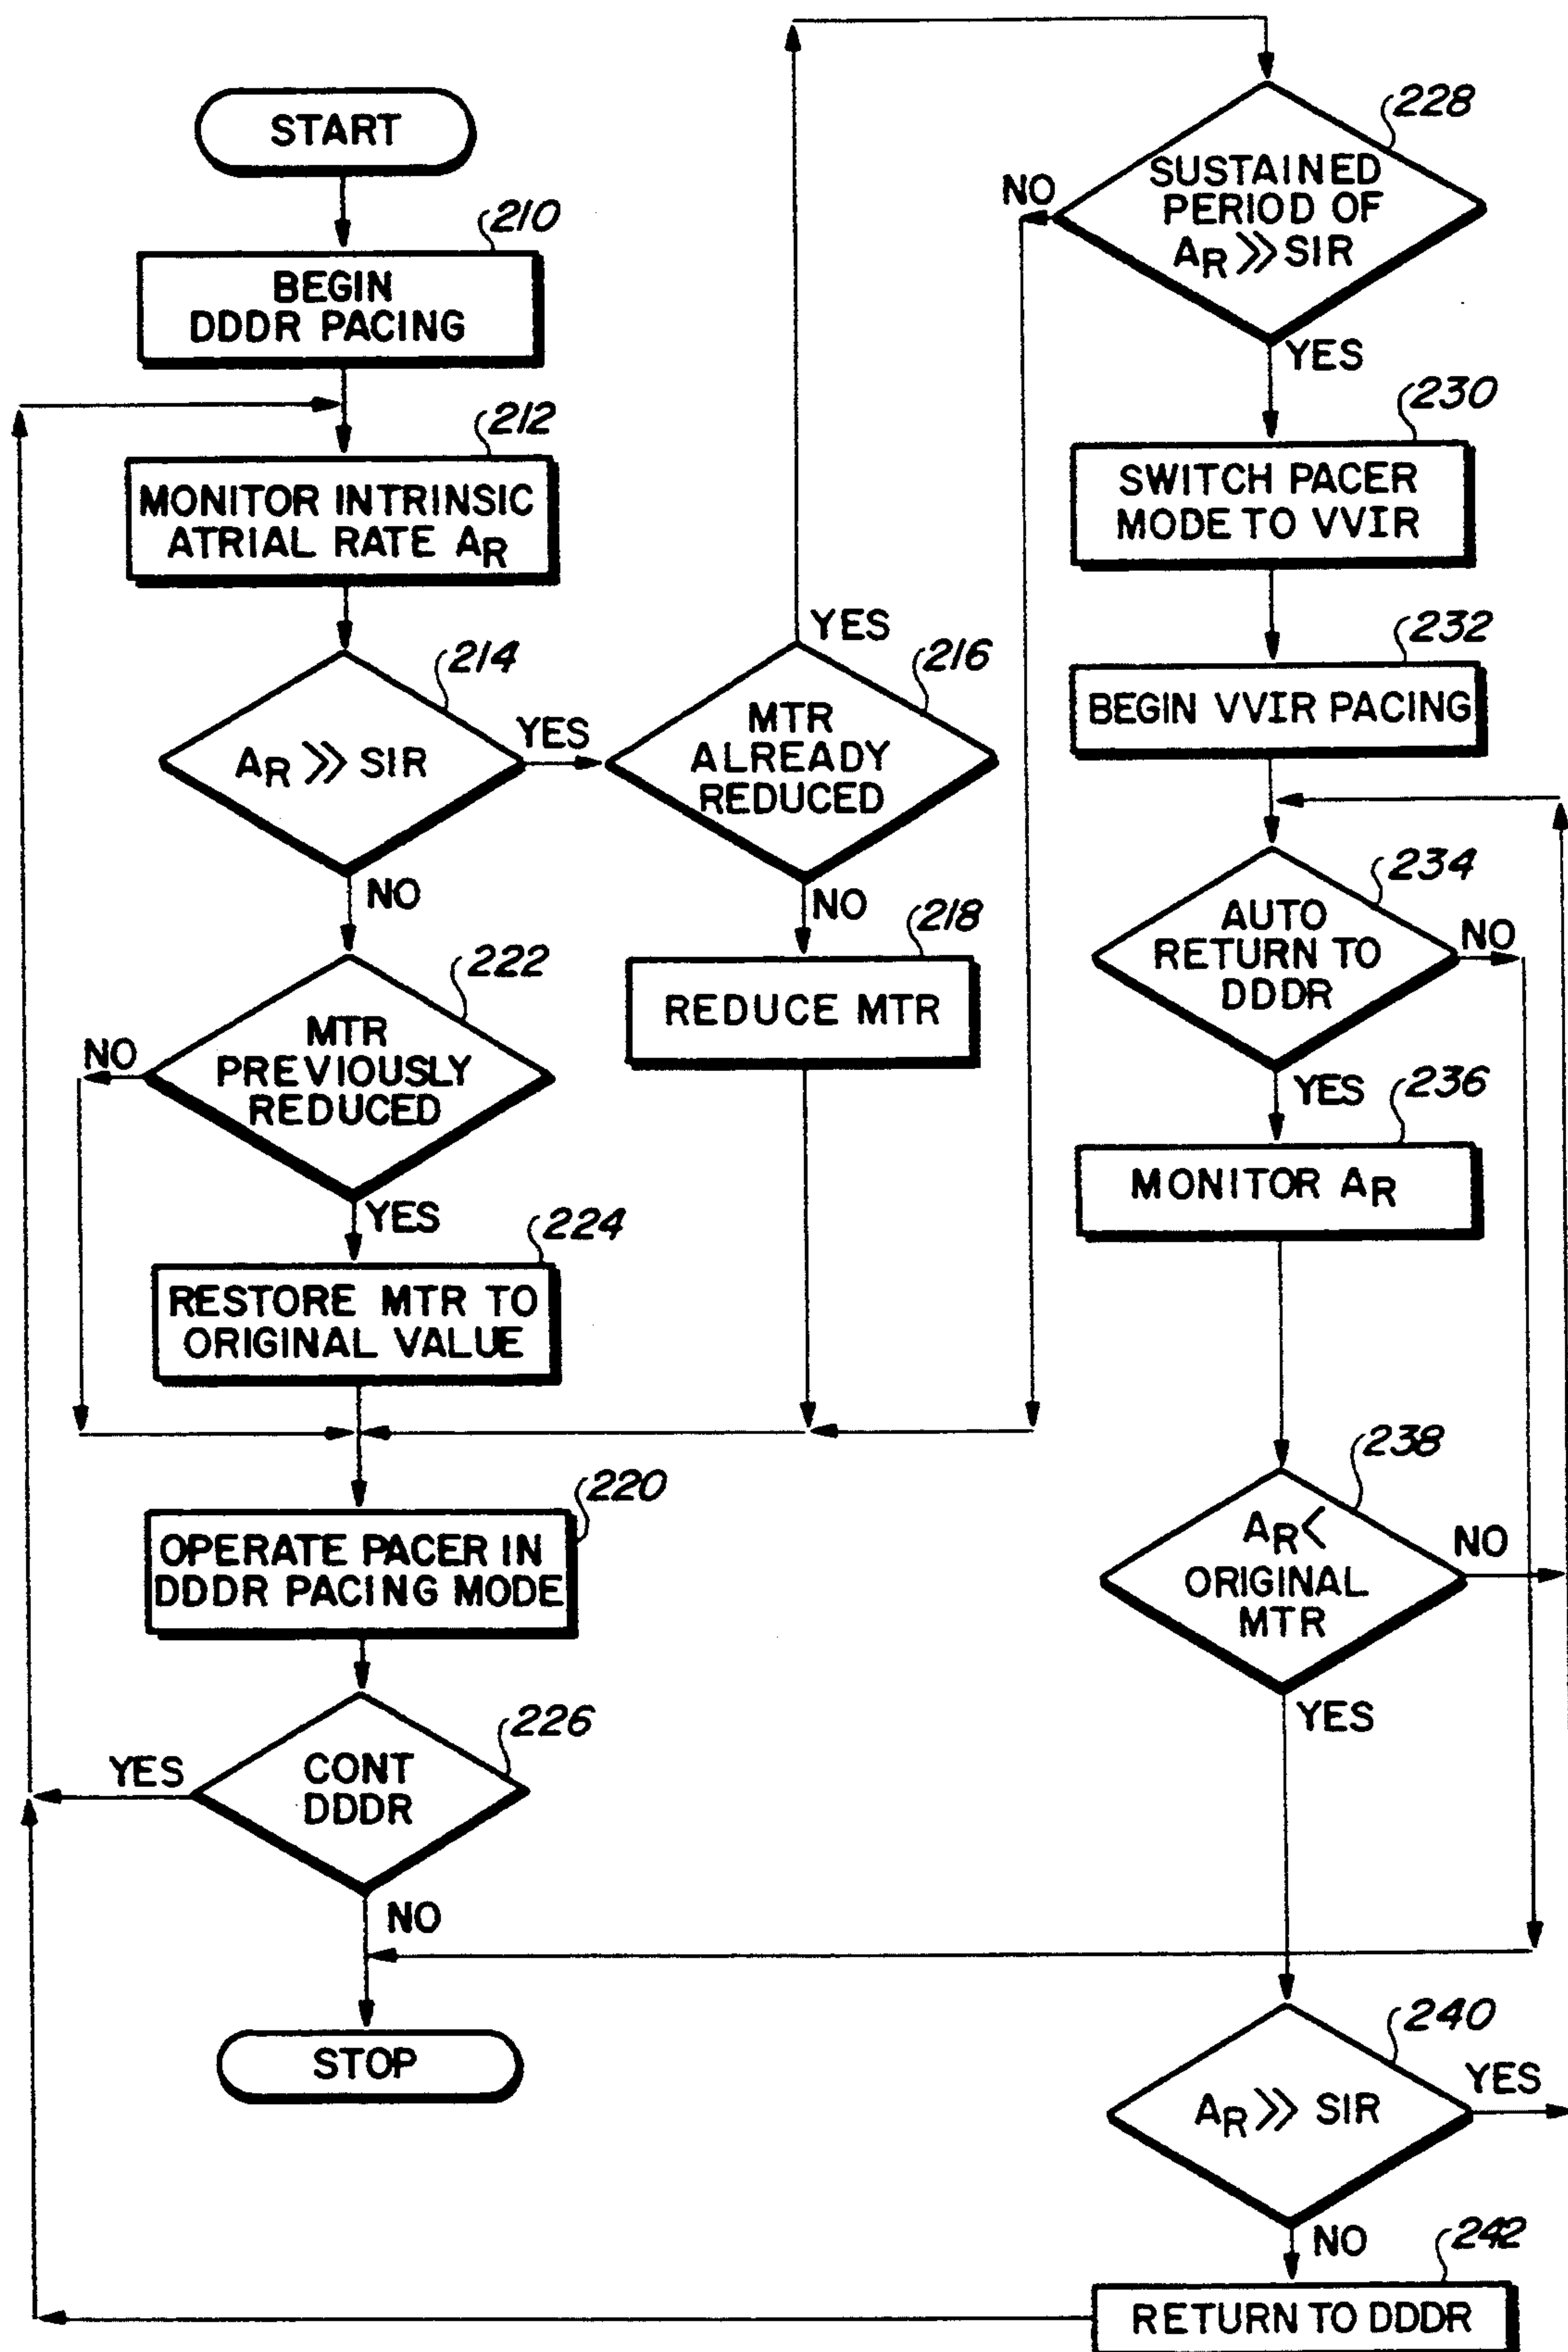 START
210
BEGIN
DDDR PACING
212
MONITOR INTRINSIC
ATRIAL RATE AR
214
AR >> SIR
YES
NO
216
MTR
ALREADY
REDUCED
YES
NO
218
REDUCE MTR
222
MTR
PREVIOUSLY
REDUCED
NO
YES
224
RESTORE MTR TO
ORIGINAL VALUE
220
OPERATE PACER IN
DDDR PACING MODE
226
CONT
DDDR
YES
NO
STOP
228
SUSTAINED
PERIOD OF
AR >> SIR
NO
YES
230
SWITCH PACER
MODE TO VVIR
232
BEGIN VVIR PACING
234
AUTO
RETURN TO
DDDR
NO
YES
236
MONITOR AR
238
AR <
ORIGINAL
MTR
NO
YES
240
AR >> SIR
YES
NO
242
RETURN TO DDDR